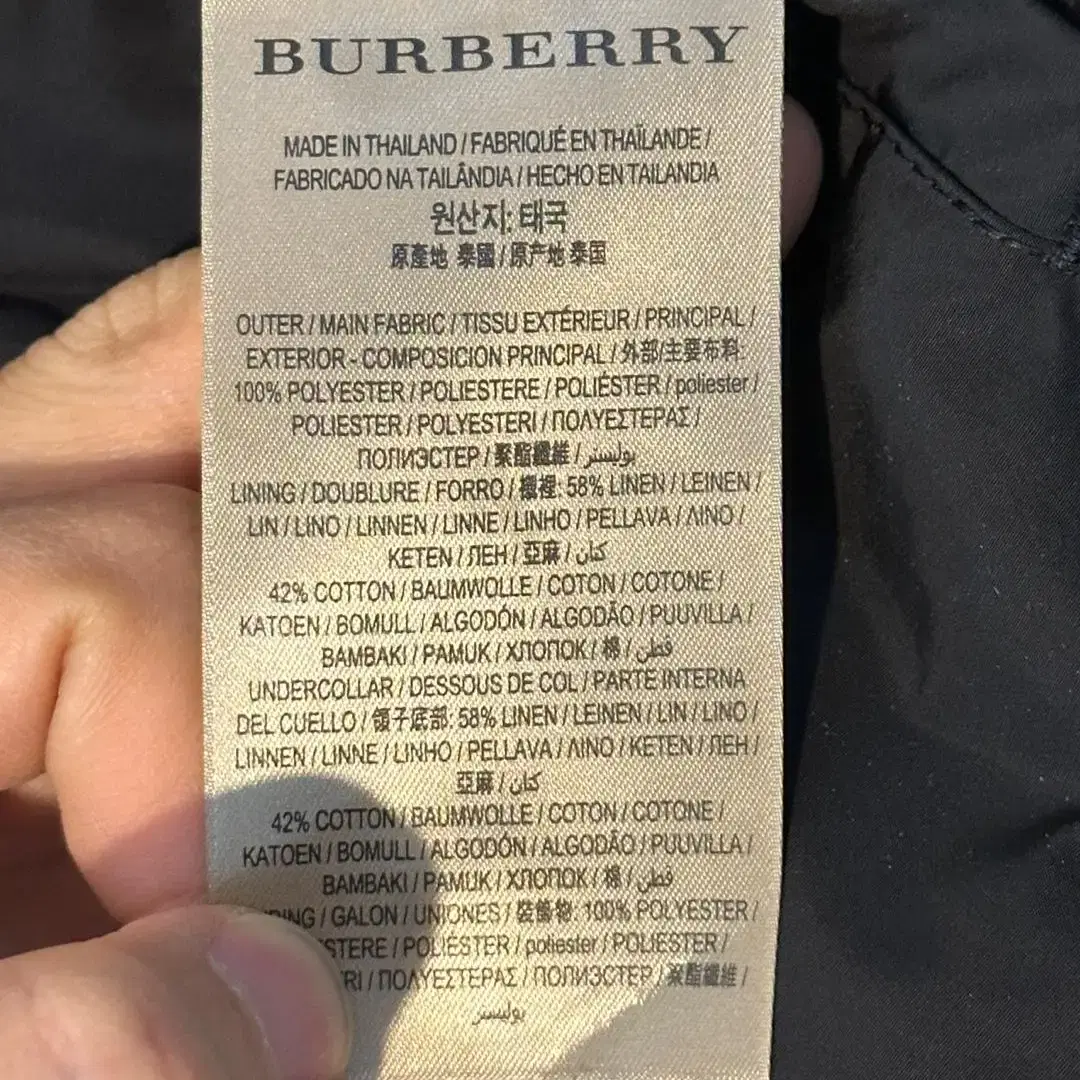 BURBERRY
MADE IN THAILAND / FABRIQUÉ EN THAÏLANDE /
FABRICADO NA TAILÂNDIA / HECHO EN TAILANDIA
원산지: 태국
原產地 泰國 / 原产地 泰国
OUTER / MAIN FABRIC / TISSU EXTÉRIEUR / PRINCIPAL /
EXTERIOR - COMPOSICION PRINCIPAL / 外部/主要布料:
100% POLYESTER / POLIESTERE / POLIÉSTER / poliester /
POLIESTER / POLYESTERI / ΠΟΛΥΕΣΤΕΡΑΣ /
ПОЛИЭСТЕР / 聚酯纖維 / بوليستر
LINING / DOUBLURE / FORRO / 襯裡: 58% LINEN / LEINEN /
LIN / LINO / LINNEN / LINNE / LINHO / PELLAVA / ΛΙΝΟ /
KETEN / ЛЕН / 亞麻 / كتان
42% COTTON / BAUMWOLLE / COTON / COTONE /
KATOEN / BOMULL / ALGODÓN / ALGODÃO / PUUVILLA /
BAMBAKI / PAMUK / ХЛОПОК / 棉 / قطن
UNDERCOLLAR / DESSOUS DE COL / PARTE INTERNA
DEL CUELLO / 領子底部: 58% LINEN / LEINEN / LIN / LINO /
LINNEN / LINNE / LINHO / PELLAVA / ΛΙΝΟ / KETEN / ЛЕН /
亞麻 / كتان
42% COTTON / BAUMWOLLE / COTON / COTONE /
KATOEN / BOMULL / ALGODÓN / ALGODÃO / PUUVILLA /
BAMBAKI / PAMUK / ХЛОПОК / 棉 / قطن
/ GALON / UNIONES / 裝飾物: 100% POLYESTER /
/ POLIÉSTER / poliester / POLIESTER /
/ ΠΟΛΥΕΣΤΕΡΑΣ / ПОЛИЭСТЕР / 聚酯纖維 /
بوليستر